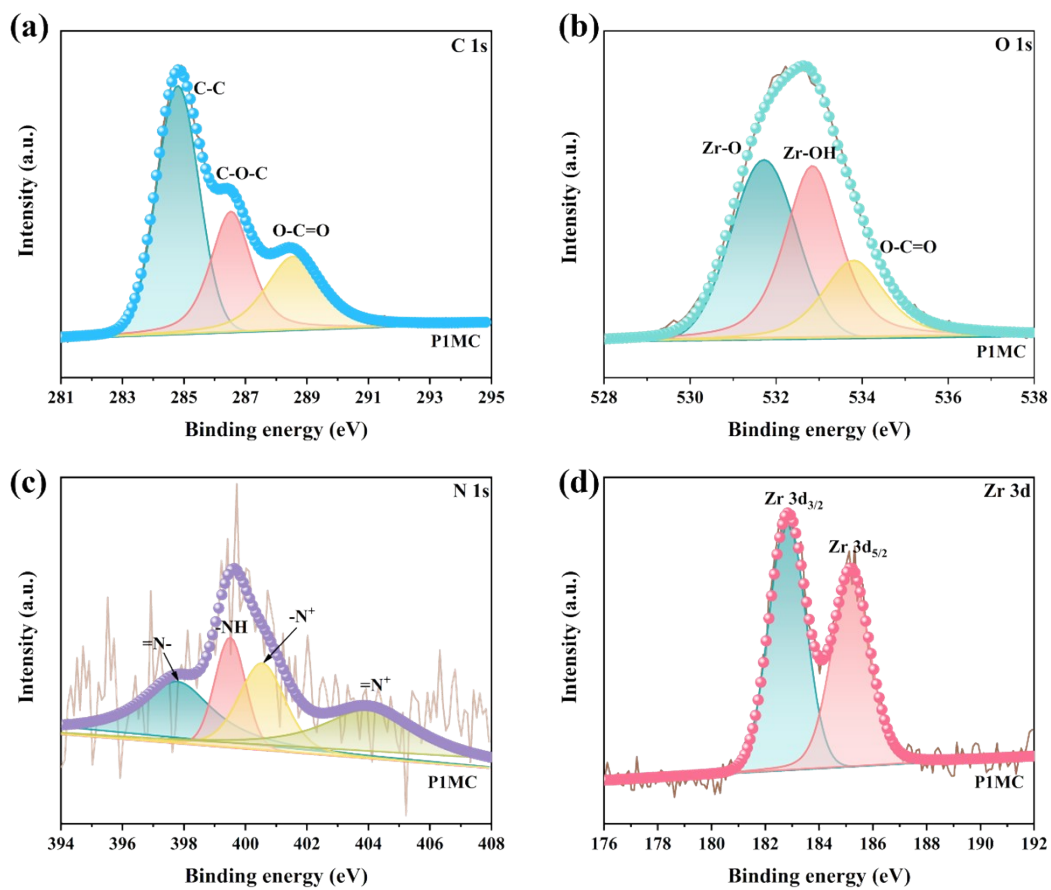 (a)
C 1s
C-C
C-O-C
O-C=O
P1MC
Intensity (a.u.)
281 283 285 287 289 291 293 295
Binding energy (eV)
(b)
O 1s
Zr-O
Zr-OH
O-C=O
P1MC
Intensity (a.u.)
528 530 532 534 536 538
Binding energy (eV)
(c)
N 1s
=N-
-NH
-N⁺
=N⁺
P1MC
Intensity (a.u.)
394 396 398 400 402 404 406 408
Binding energy (eV)
(d)
Zr 3d
Zr 3d₃/₂
Zr 3d₅/₂
P1MC
Intensity (a.u.)
176 178 180 182 184 186 188 190 192
Binding energy (eV)